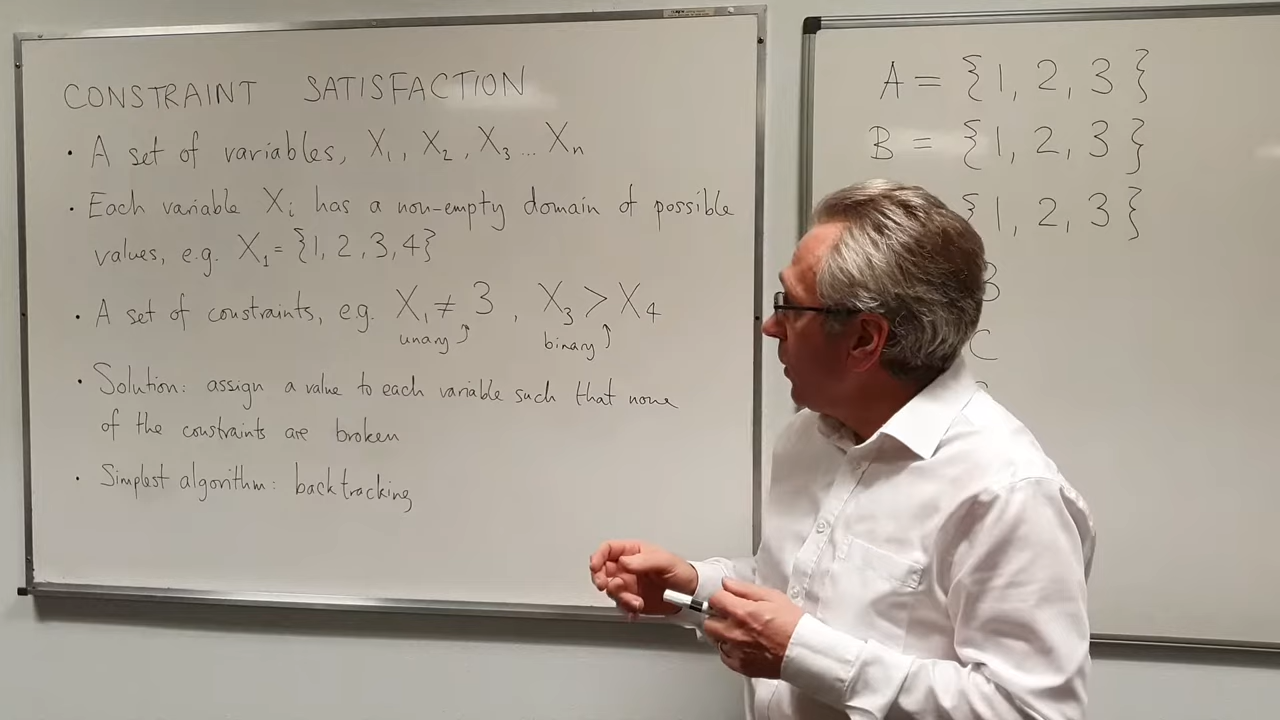 CONSTRAINT SATISFACTION
• A set of variables, X₁, X₂, X₃ ... Xₙ
• Each variable Xᵢ has a non-empty domain of possible
values, e.g. X₁ = {1, 2, 3, 4}
• A set of constraints, e.g. X₁ ≠ 3 , X₃ > X₄
unary binary
• Solution: assign a value to each variable such that none
of the constraints are broken
• Simplest algorithm: backtracking
A = {1, 2, 3}
B = {1, 2, 3}
{1, 2, 3}
B
C